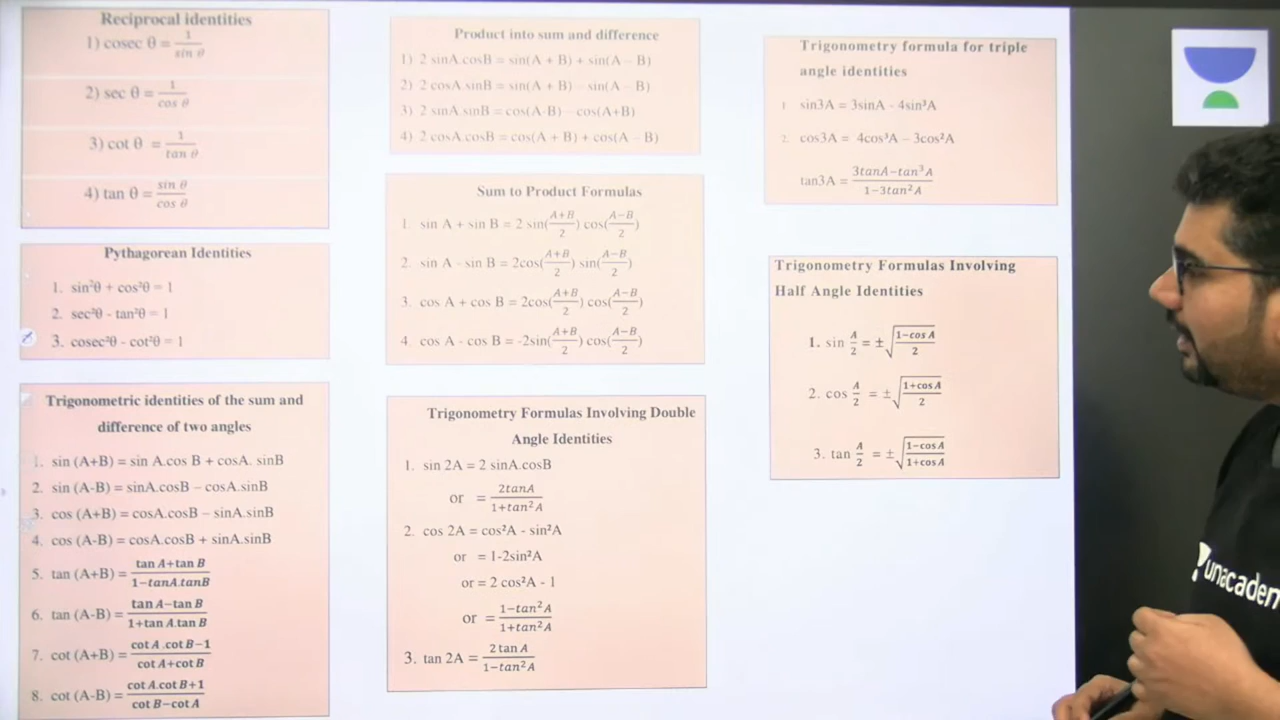 Reciprocal identities
1) cosec θ = 1/sin θ
2) sec θ = 1/cos θ
3) cot θ = 1/tan θ
4) tan θ = sin θ/cos θ
Pythagorean Identities
1. sin²θ + cos²θ = 1
2. sec²θ - tan²θ = 1
3. cosec²θ - cot²θ = 1
Trigonometric identities of the sum and
difference of two angles
1. sin (A+B) = sin A.cos B + cosA. sinB
2. sin (A-B) = sinA.cosB – cosA.sinB
3. cos (A+B) = cosA.cosB – sinA.sinB
4. cos (A-B) = cosA.cosB + sinA.sinB
5. tan (A+B) = tan A+tan B/1−tanA.tanB
6. tan (A-B) = tan A−tan B/1+tan A.tan B
7. cot (A+B) = cot A .cot B−1/cot A+cot B
8. cot (A-B) = cot A.cot B+1/cot B−cot A
Product into sum and difference
1) 2 sinA.cosB = sin(A + B) + sin(A – B)
2) 2 cosA.sinB = sin(A + B) – sin(A – B)
3) 2 sinA.sinB = cos(A-B) – cos(A+B)
4) 2 cosA.cosB = cos(A + B) + cos(A – B)
Sum to Product Formulas
1. sin A + sin B = 2 sin(A+B/2) cos(A−B/2)
2. sin A - sin B = 2cos(A+B/2) sin(A−B/2)
3. cos A + cos B = 2cos(A+B/2) cos(A−B/2)
4. cos A - cos B = -2sin(A+B/2) cos(A−B/2)
Trigonometry Formulas Involving Double
Angle Identities
1. sin 2A = 2 sinA.cosB
or = 2tanA/1+tan²A
2. cos 2A = cos²A - sin²A
or = 1-2sin²A
or = 2 cos²A - 1
or = 1−tan²A/1+tan²A
3. tan 2A = 2 tan A/1−tan²A
Trigonometry formula for triple
angle identities
1. sin3A = 3sinA - 4sin³A
2. cos3A = 4cos³A – 3cos²A
tan3A = 3tanA−tan³A/1−3tan²A
Trigonometry Formulas Involving
Half Angle Identities
1. sin A/2 = ±√1−cos A/2
2. cos A/2 = ±√1+cosA/2
3. tan A/2 = ±√1−cosA/1+cosA
unacadem